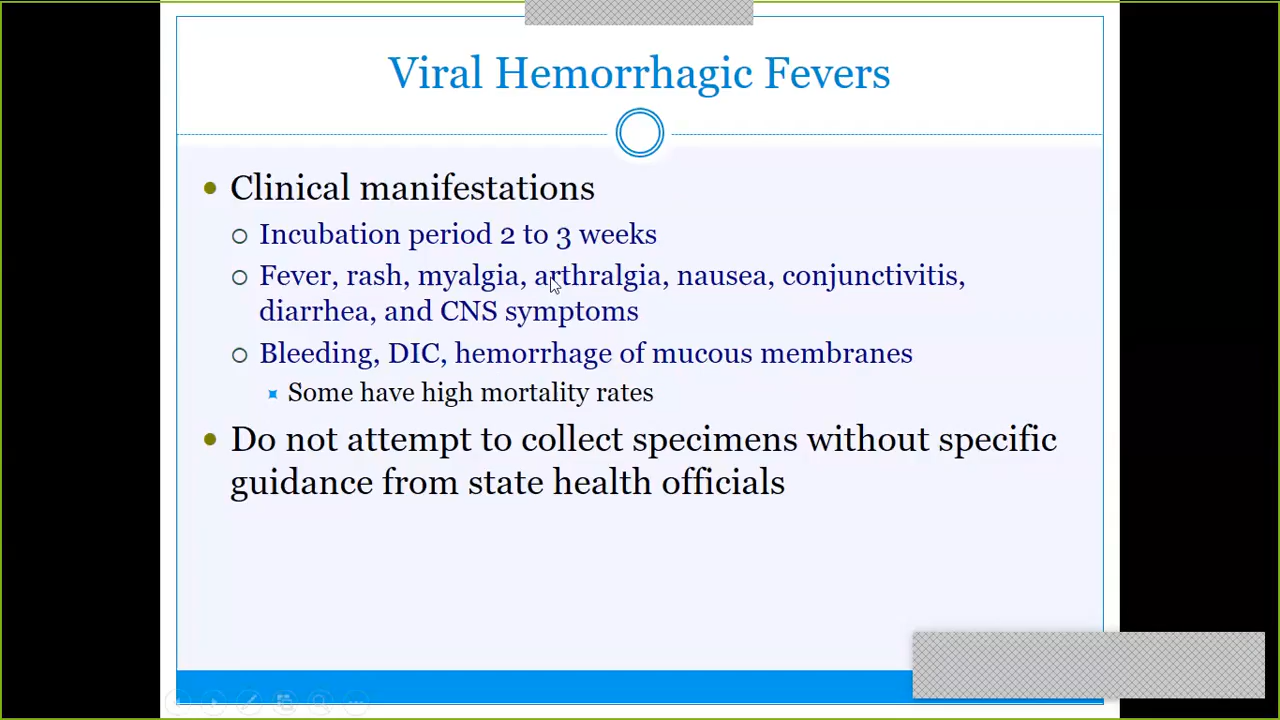 Viral Hemorrhagic Fevers
Clinical manifestations
Incubation period 2 to 3 weeks
Fever, rash, myalgia, arthralgia, nausea, conjunctivitis,
diarrhea, and CNS symptoms
Bleeding, DIC, hemorrhage of mucous membranes
Some have high mortality rates
Do not attempt to collect specimens without specific
guidance from state health officials